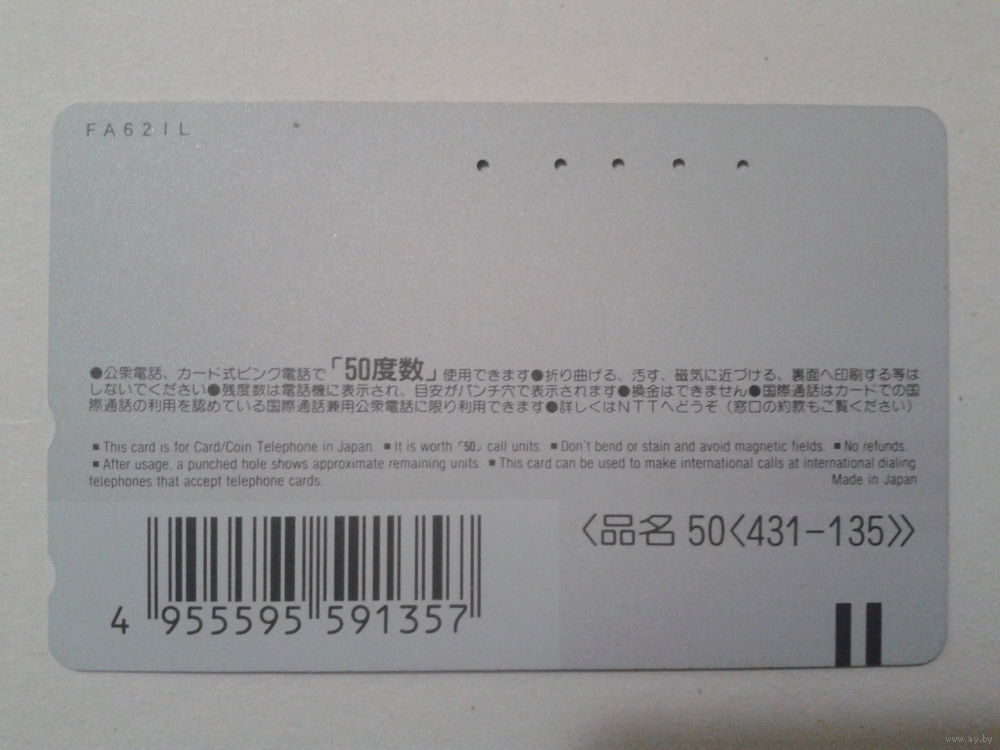 FA621L
●公衆電話、カード式ピンク電話で「50度数」使用できます●折り曲げる、汚す、磁気に近づける、裏面へ印刷する等は
しないでください●残度数は電話機に表示され、目安がパンチ穴で表示されます●換金はできません●国際通話はカードでの国
際通話の利用を認めている国際通話兼用公衆電話に限り利用できます●詳しくはNTTへどうぞ（窓口の約款もご覧ください）
■ This card is for Card/Coin Telephone in Japan. ■ It is worth「50」call units. ■ Don't bend or stain and avoid magnetic fields. ■ No refunds.
■ After usage, a punched hole shows approximate remaining units. ■ This card can be used to make international calls at international dialing
telephones that accept telephone cards. Made in Japan
〈品名 50〈431−135〉〉
4 955595 591357
www.ay.by